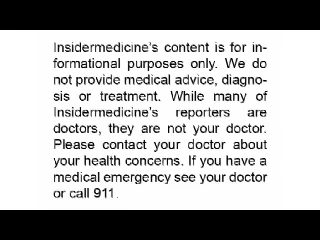 Insidermedicine's content is for in-
formational purposes only. We do
not provide medical advice, diagno-
sis or treatment. While many of
Insidermedicine's reporters are
doctors, they are not your doctor.
Please contact your doctor about
your health concerns. If you have a
medical emergency see your doctor
or call 911.